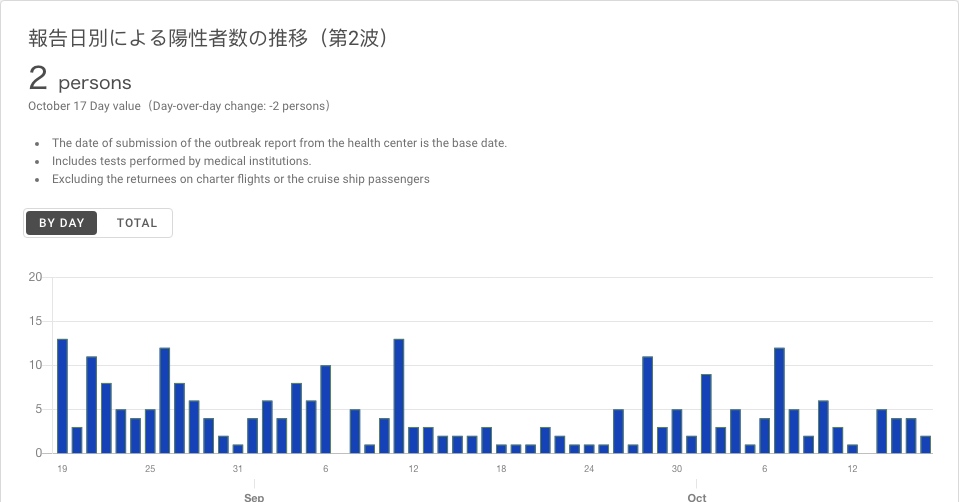 報告日別による陽性者数の推移（第2波）
2 persons
October 17 Day value（Day-over-day change: -2 persons）
• The date of submission of the outbreak report from the health center is the base date.
• Includes tests performed by medical institutions.
• Excluding the returnees on charter flights or the cruise ship passengers
BY DAY TOTAL
20
15
10
5
0
19 25 31 6 12 18 24 30 6 12
Sep Oct